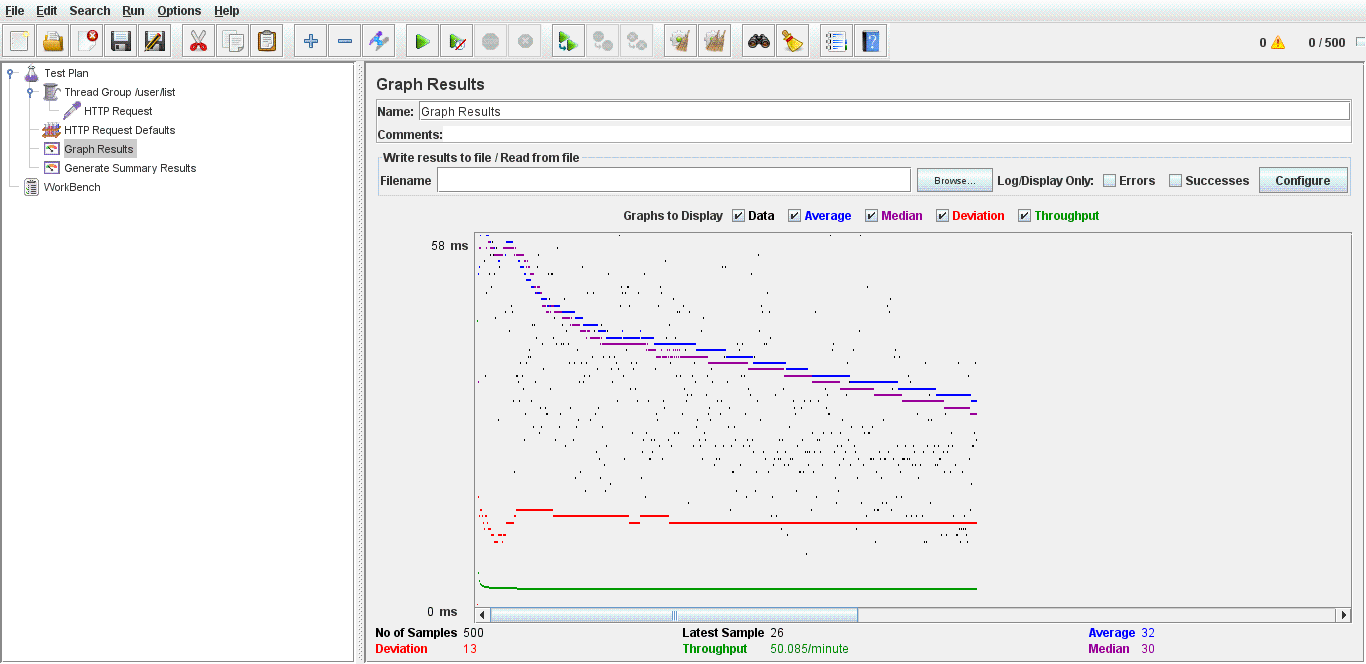 File Edit Search Run Options Help
0 0 / 500
Test Plan
Thread Group /user/list
HTTP Request
HTTP Request Defaults
Graph Results
Generate Summary Results
WorkBench
Graph Results
Name: Graph Results
Comments:
Write results to file / Read from file
Filename Browse... Log/Display Only: Errors Successes Configure
Graphs to Display Data Average Median Deviation Throughput
58 ms
0 ms
No of Samples 500 Latest Sample 26 Average 32
Deviation 13 Throughput 50.085/minute Median 30